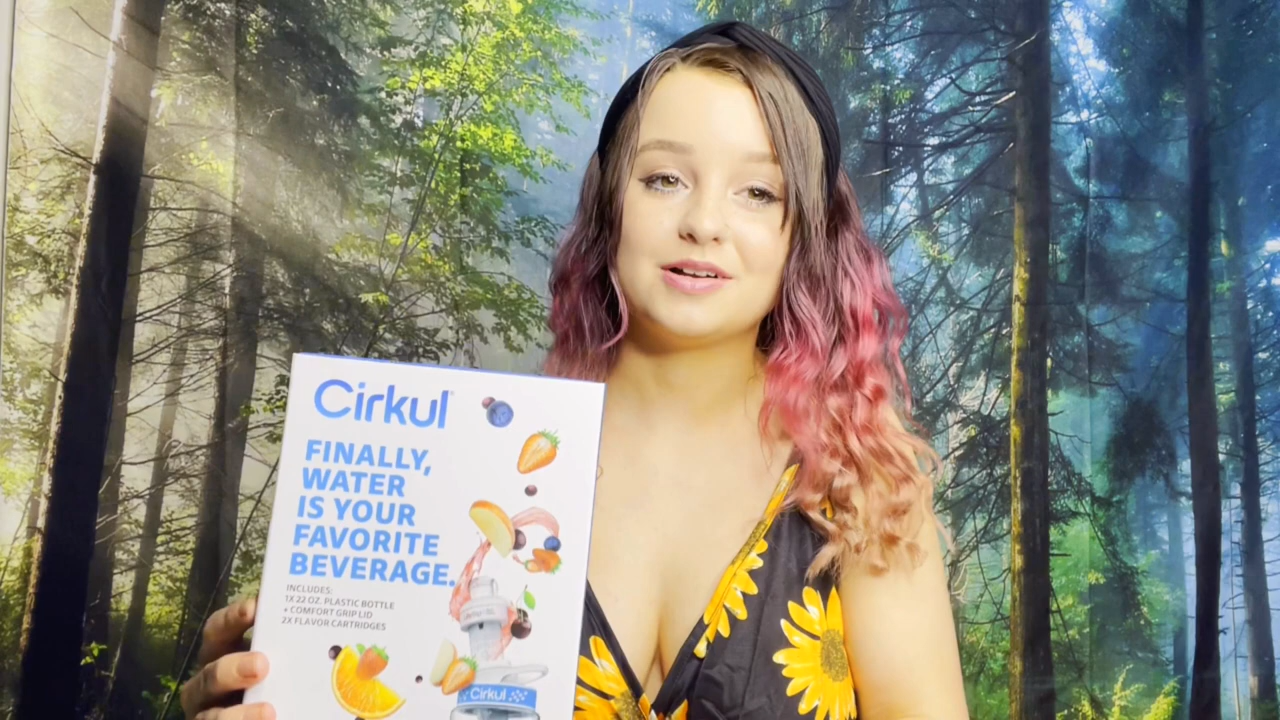 Cirkul®
FINALLY,
WATER
IS YOUR
FAVORITE
BEVERAGE.
INCLUDES:
1X 22 OZ. PLASTIC BOTTLE
+ COMFORT GRIP LID
2X FLAVOR CARTRIDGES
Cirkul